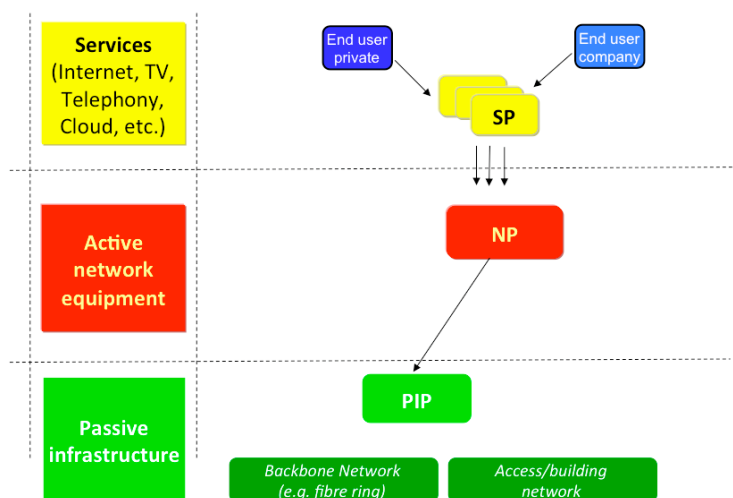 Services
(Internet, TV,
Telephony,
Cloud, etc.)
End user
private
End user
company
SP
Active
network
equipment
NP
Passive
infrastructure
PIP
Backbone Network
(e.g. fibre ring)
Access/building
network